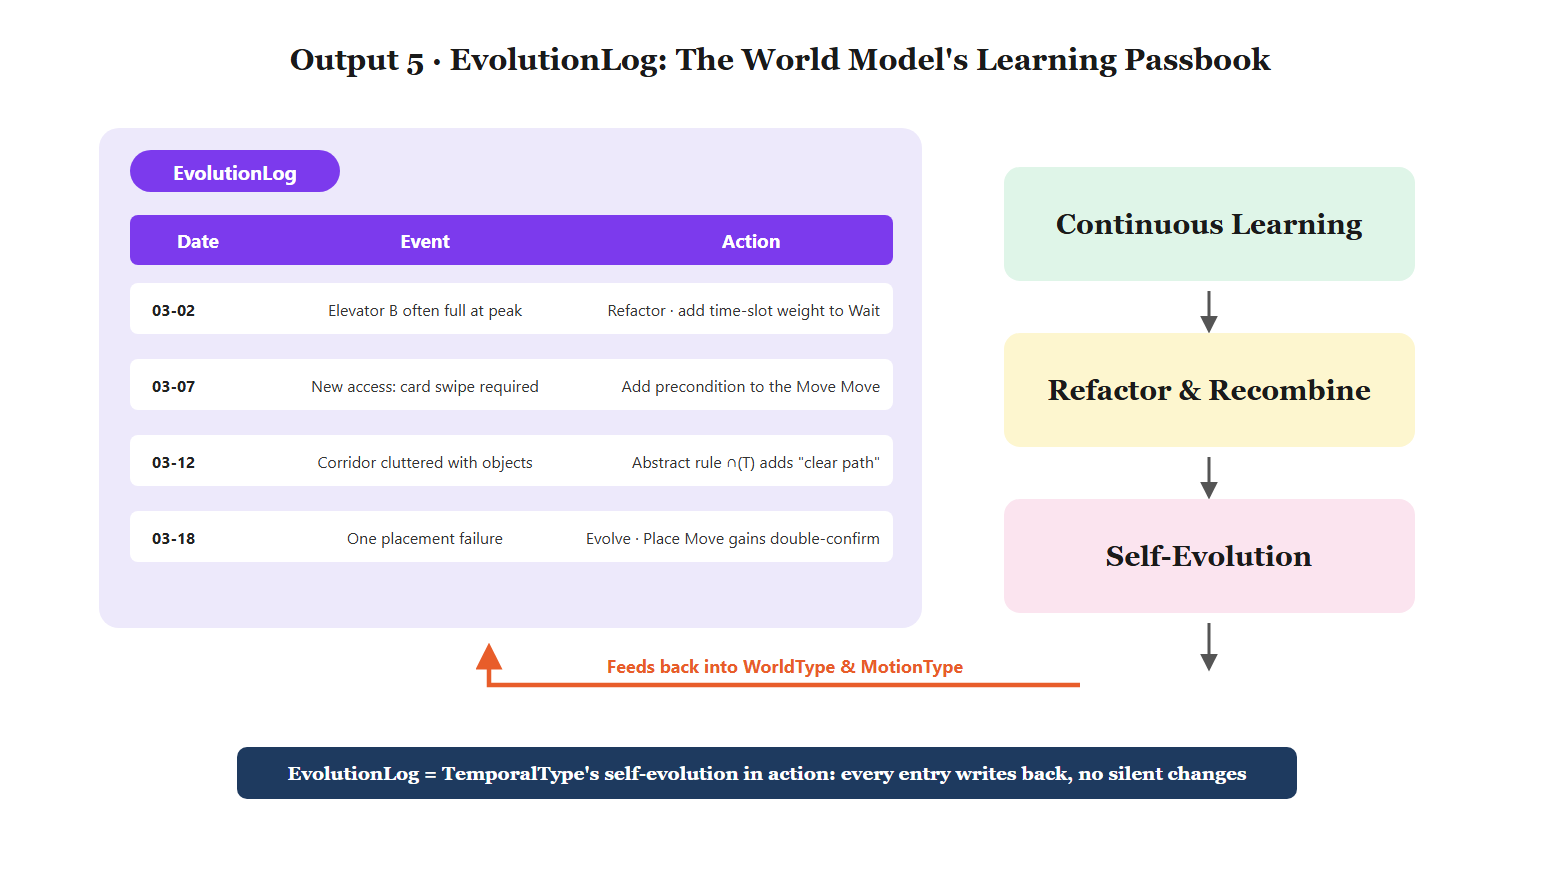 Output 5 · EvolutionLog: The World Model's Learning Passbook
EvolutionLog
Date Event Action
03-02 Elevator B often full at peak Refactor · add time-slot weight to Wait
03-07 New access: card swipe required Add precondition to the Move Move
03-12 Corridor cluttered with objects Abstract rule ∩(T) adds "clear path"
03-18 One placement failure Evolve · Place Move gains double-confirm
Continuous Learning
Refactor & Recombine
Self-Evolution
Feeds back into WorldType & MotionType
EvolutionLog = TemporalType's self-evolution in action: every entry writes back, no silent changes